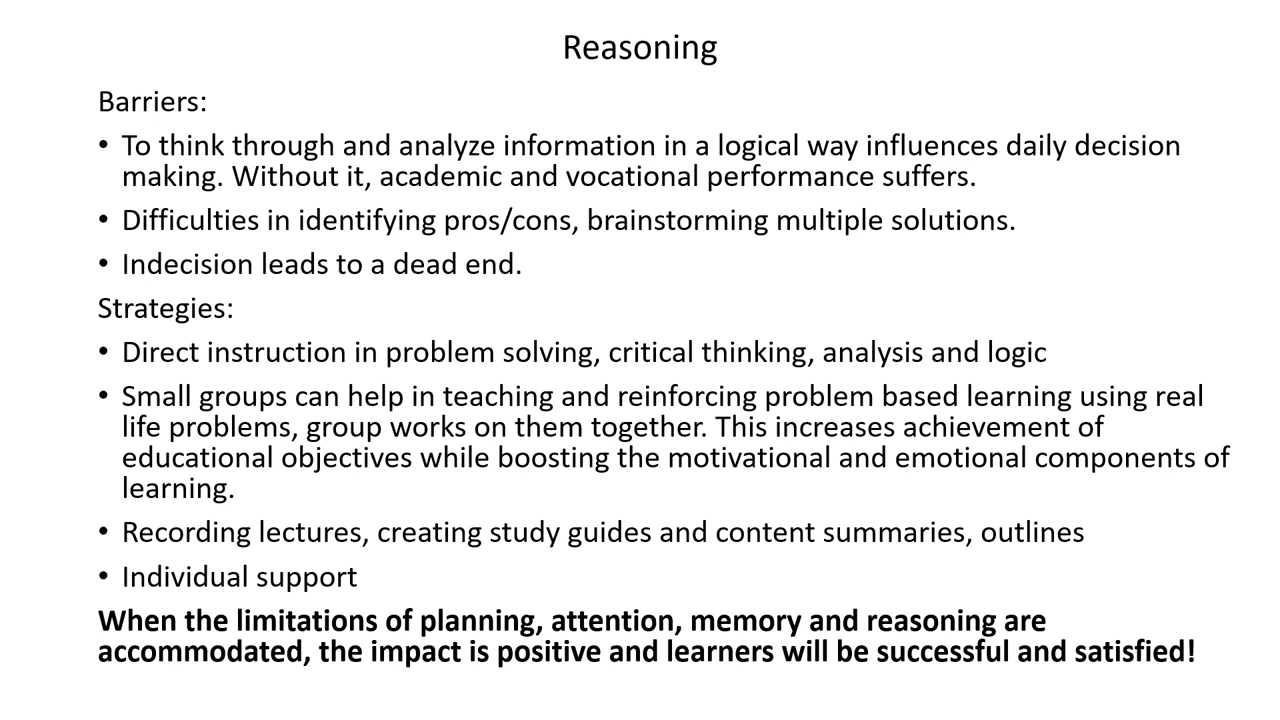 Reasoning
Barriers:
• To think through and analyze information in a logical way influences daily decision
making. Without it, academic and vocational performance suffers.
• Difficulties in identifying pros/cons, brainstorming multiple solutions.
• Indecision leads to a dead end.
Strategies:
• Direct instruction in problem solving, critical thinking, analysis and logic
• Small groups can help in teaching and reinforcing problem based learning using real
life problems, group works on them together. This increases achievement of
educational objectives while boosting the motivational and emotional components of
learning.
• Recording lectures, creating study guides and content summaries, outlines
• Individual support
When the limitations of planning, attention, memory and reasoning are
accommodated, the impact is positive and learners will be successful and satisfied!